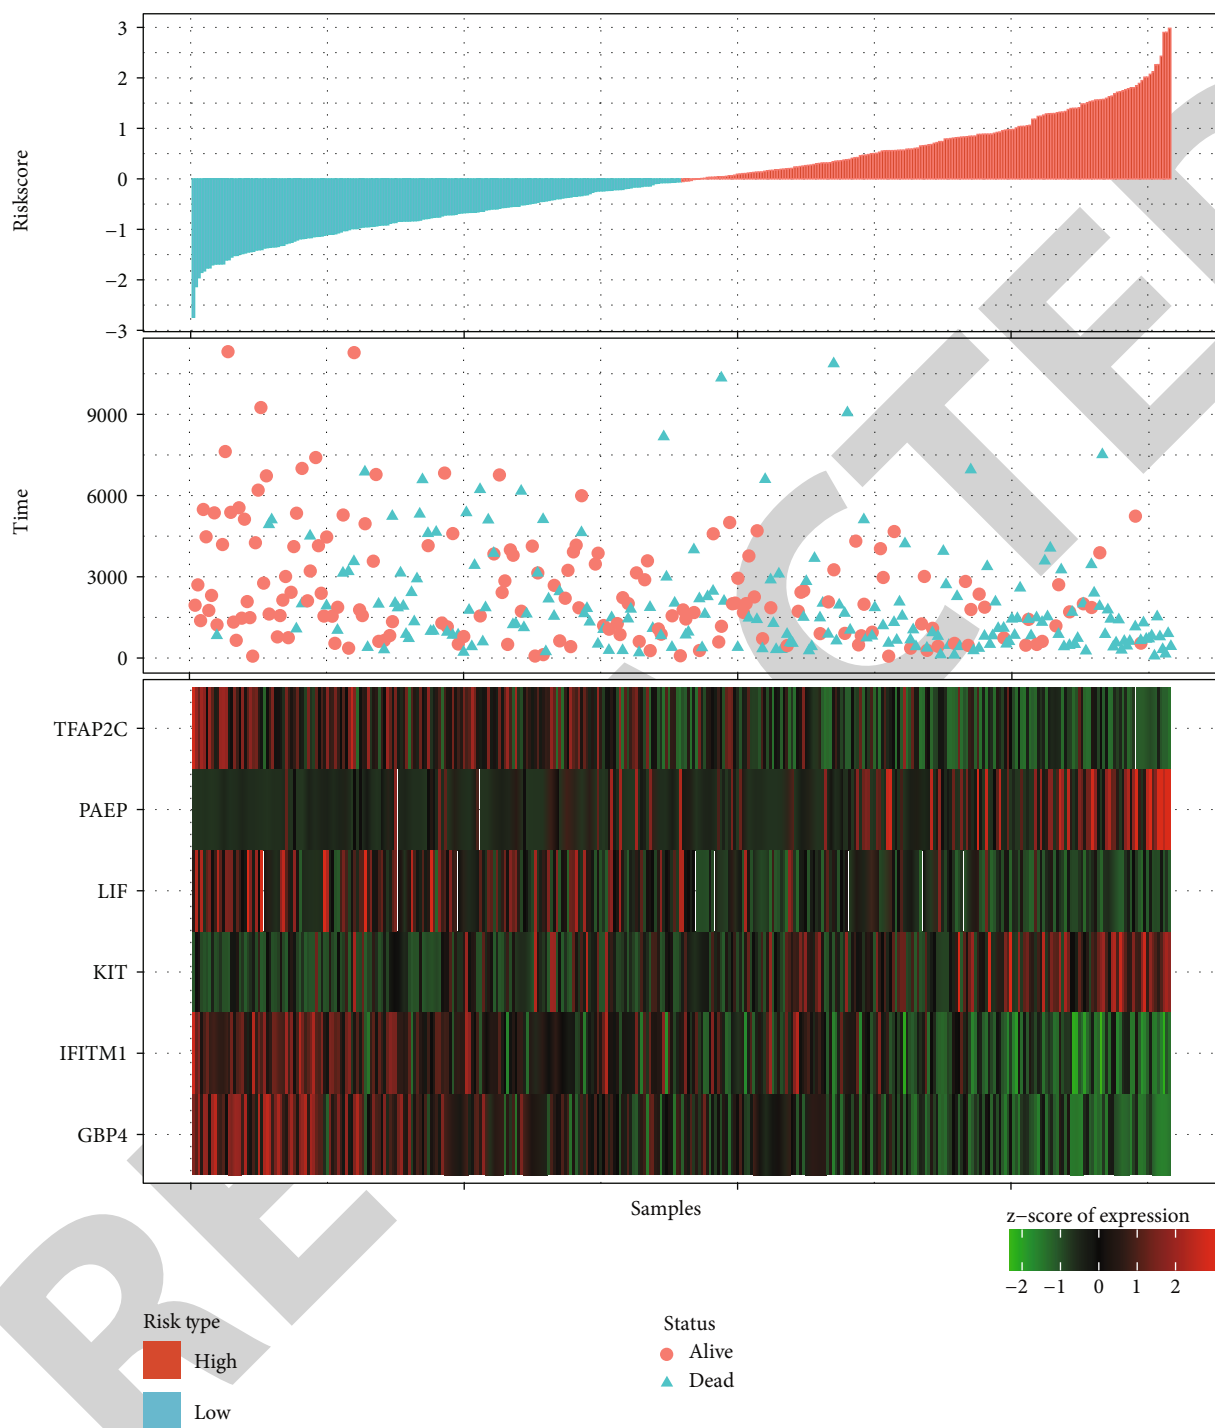 3
2
1
0
−1
−2
−3
Riskscore
9000
6000
3000
0
Time
TFAP2C
PAEP
LIF
KIT
IFITM1
GBP4
Samples
z−score of expression
−2 −1 0 1 2
Risk type
High
Low
Status
Alive
Dead